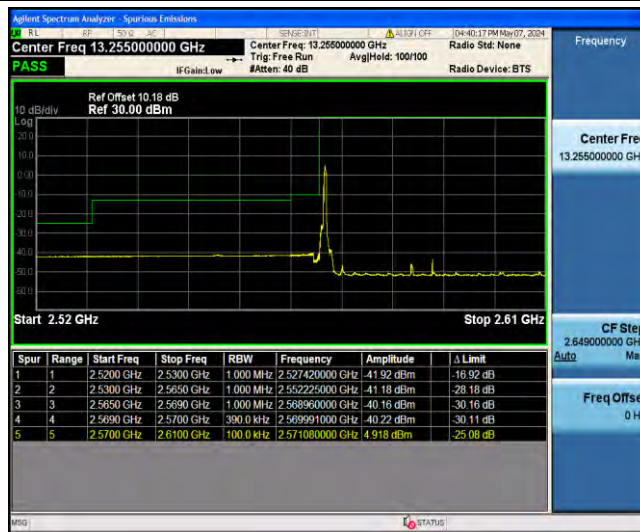 Agilent Spectrum Analyzer - Spurious Emissions
RL RF 50 Ω AC SENSE:INT ALIGN OFF 04:40:17 PM May 07, 2024
Center Freq 13.255000000 GHz
Center Freq: 13.255000000 GHz
Radio Std: None
PASS
Trig: Free Run Avg|Hold: 100/100
IFGain:Low #Atten: 40 dB Radio Device: BTS
Ref Offset 10.18 dB
10 dB/div Ref 30.00 dBm
Log
20.0
10.0
0.00
-10.0
-20.0
-30.0
-40.0
-50.0
-60.0
Start 2.52 GHz Stop 2.61 GHz
Spur Range Start Freq Stop Freq RBW Frequency Amplitude Δ Limit
1 1 2.5200 GHz 2.5300 GHz 1.000 MHz 2.527420000 GHz -41.92 dBm -16.92 dB
2 2 2.5300 GHz 2.5650 GHz 1.000 MHz 2.552225000 GHz -41.18 dBm -28.18 dB
3 3 2.5650 GHz 2.5690 GHz 1.000 MHz 2.568960000 GHz -40.16 dBm -30.16 dB
4 4 2.5690 GHz 2.5700 GHz 390.0 kHz 2.569991000 GHz -40.22 dBm -30.11 dB
5 5 2.5700 GHz 2.6100 GHz 100.0 kHz 2.571080000 GHz 4.918 dBm -25.08 dB
MSG STATUS
Frequency
Center Fre
13.255000000 GH
CF Step
2.649000000 GH
Auto Ma
Freq Offse
0 H